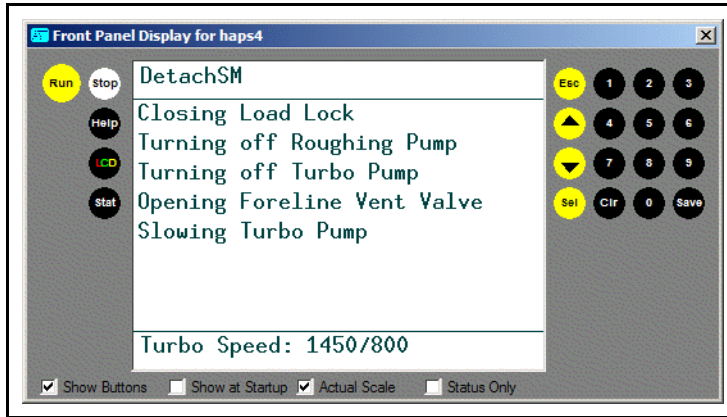 Front Panel Display for haps4
Run Stop
Help
LCD
Stat
DetachSM
Closing Load Lock
Turning off Roughing Pump
Turning off Turbo Pump
Opening Foreline Vent Valve
Slowing Turbo Pump
Turbo Speed: 1450/800
Esc 1 2 3
4 5 6
7 8 9
Sel Clr 0 Save
Show Buttons Show at Startup Actual Scale Status Only